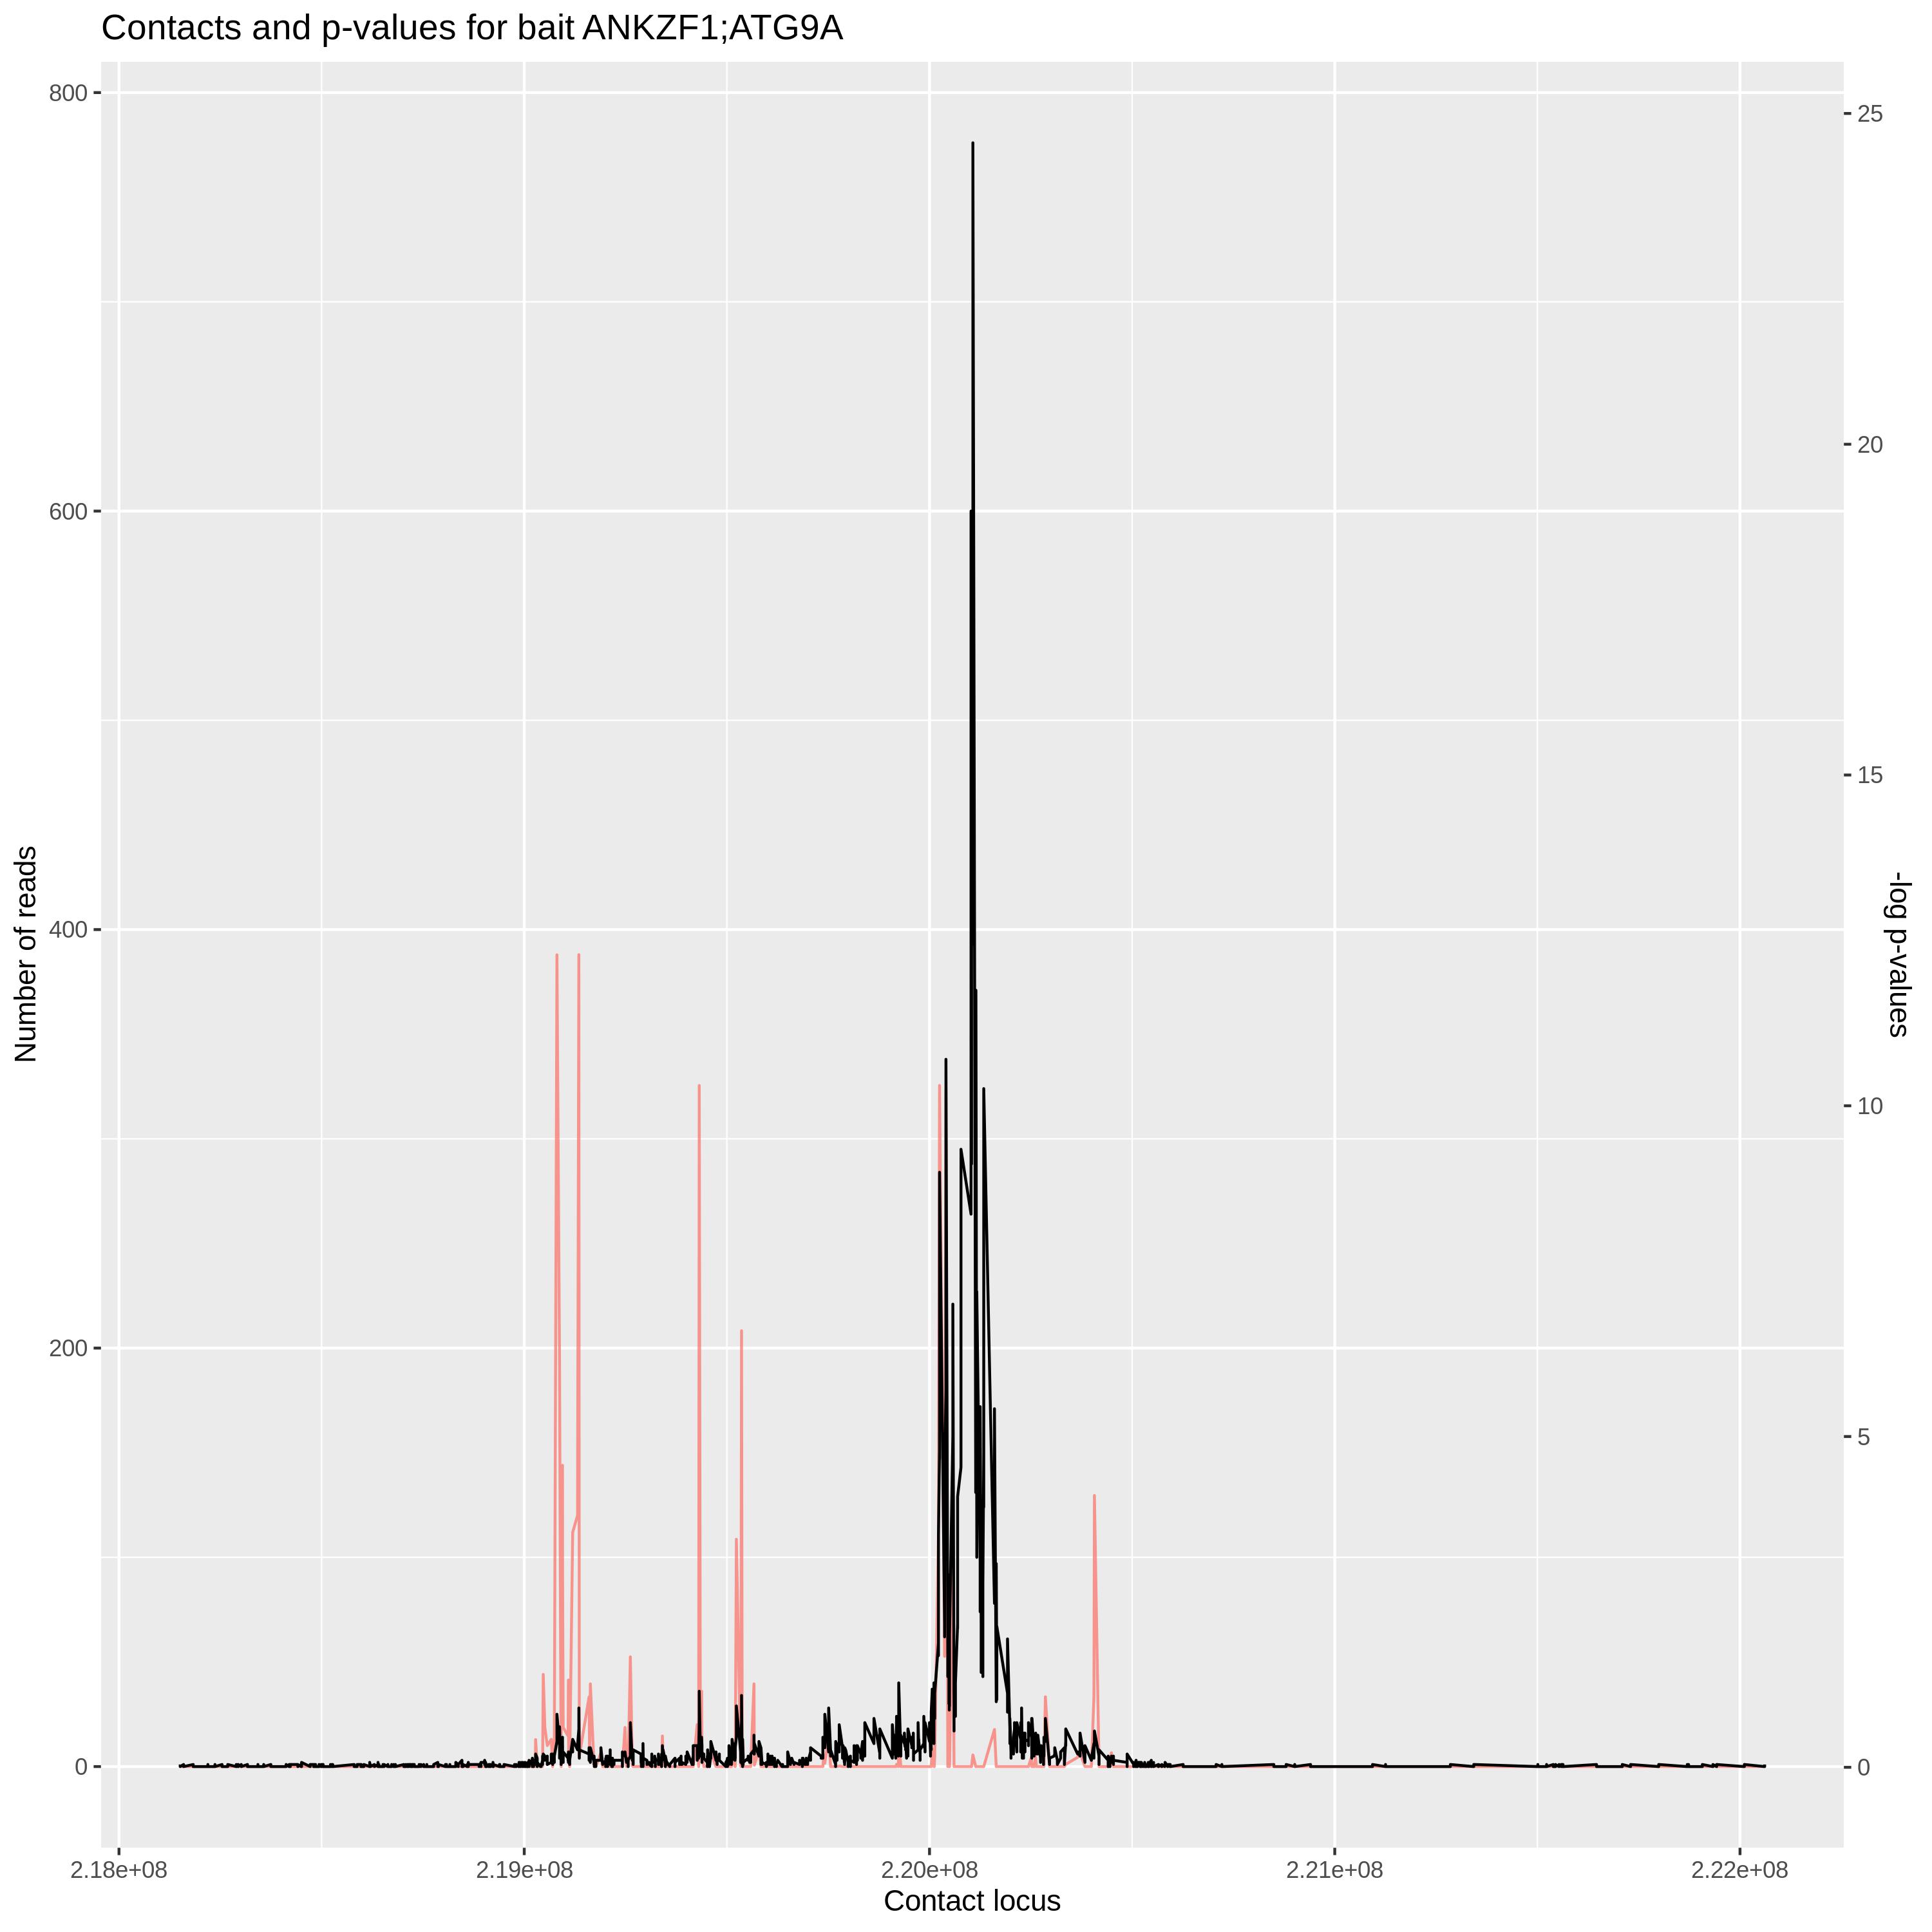 Contacts and p-values for bait ANKZF1;ATG9A
800
600
400
200
0
Number of reads
25
20
15
10
5
0
-log p-values
2.18e+08
2.19e+08
2.20e+08
2.21e+08
2.22e+08
Contact locus